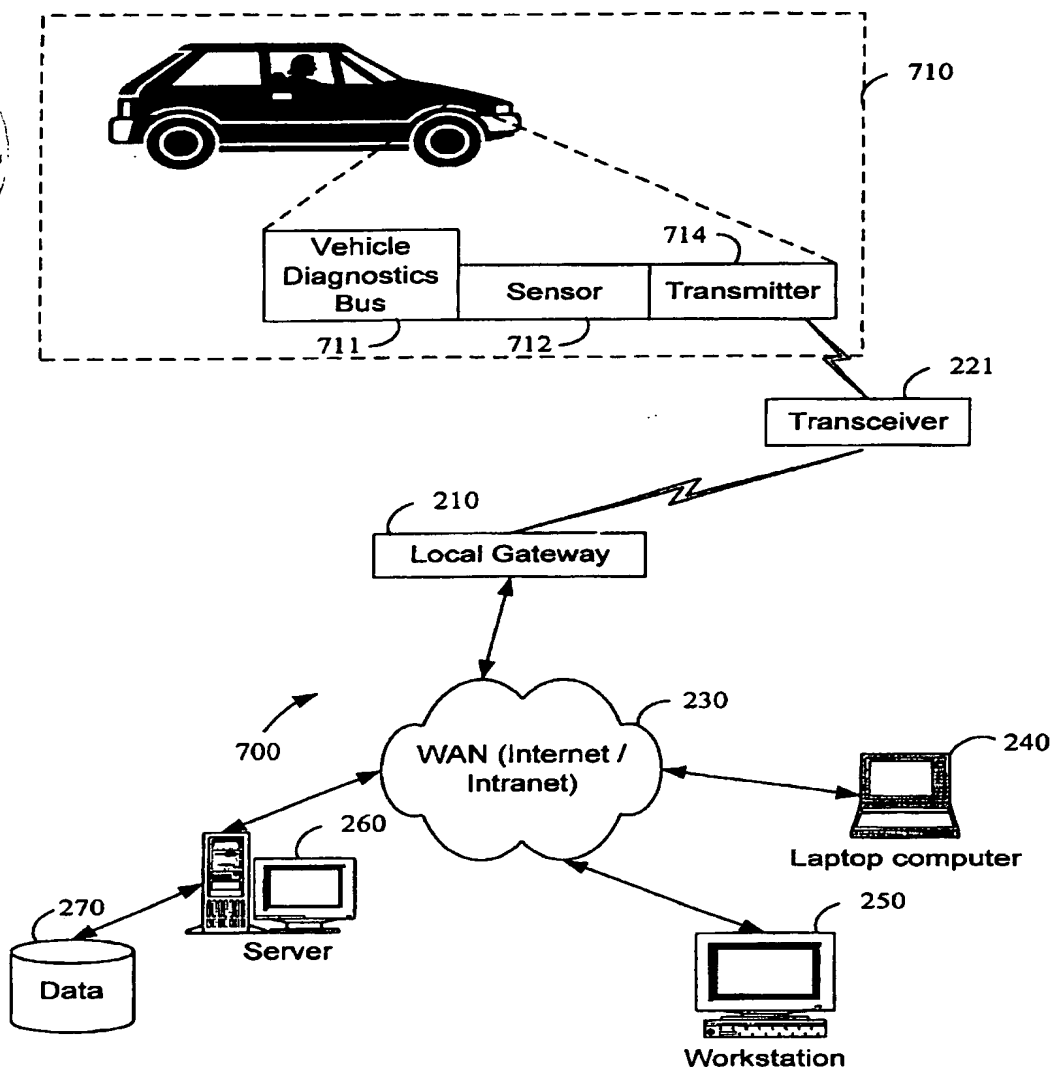 710
714
Vehicle
Diagnostics
Bus
Sensor
Transmitter
711
712
221
Transceiver
210
Local Gateway
230
700
WAN (Internet /
Intranet)
240
Laptop computer
260
270
Server
Data
250
Workstation